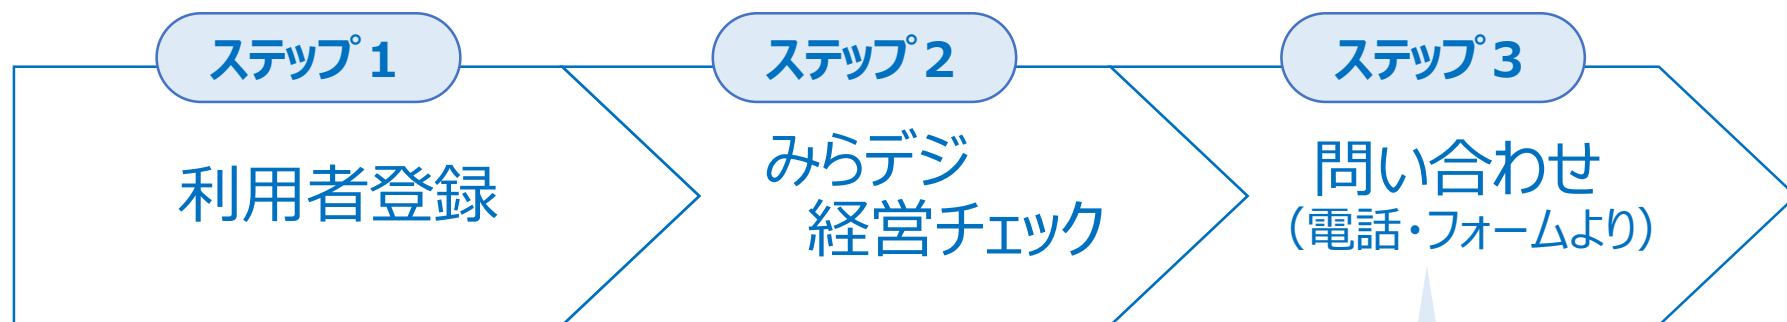 ステップ1
利用者登録
ステップ2
みらデジ
経営チェック
ステップ3
問い合わせ
（電話・フォームより）